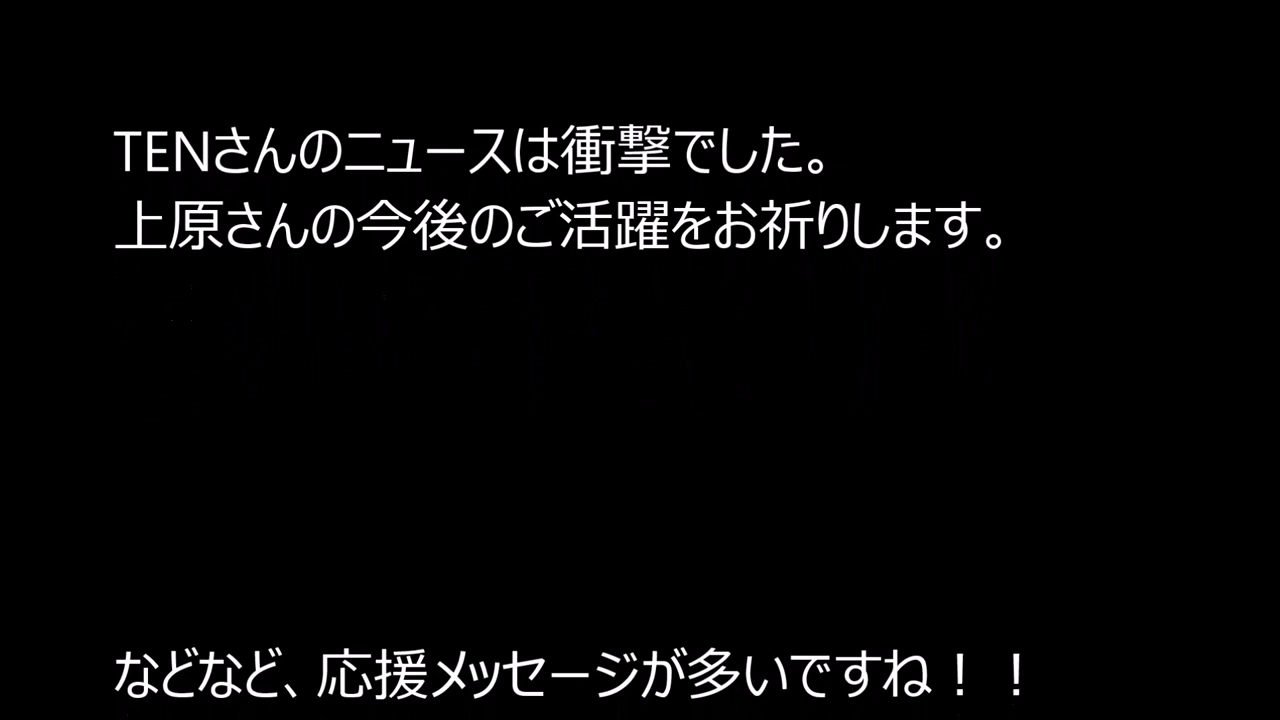 TENさんのニュースは衝撃でした。
上原さんの今後のご活躍をお祈りします。
などなど、応援メッセージが多いですね！！